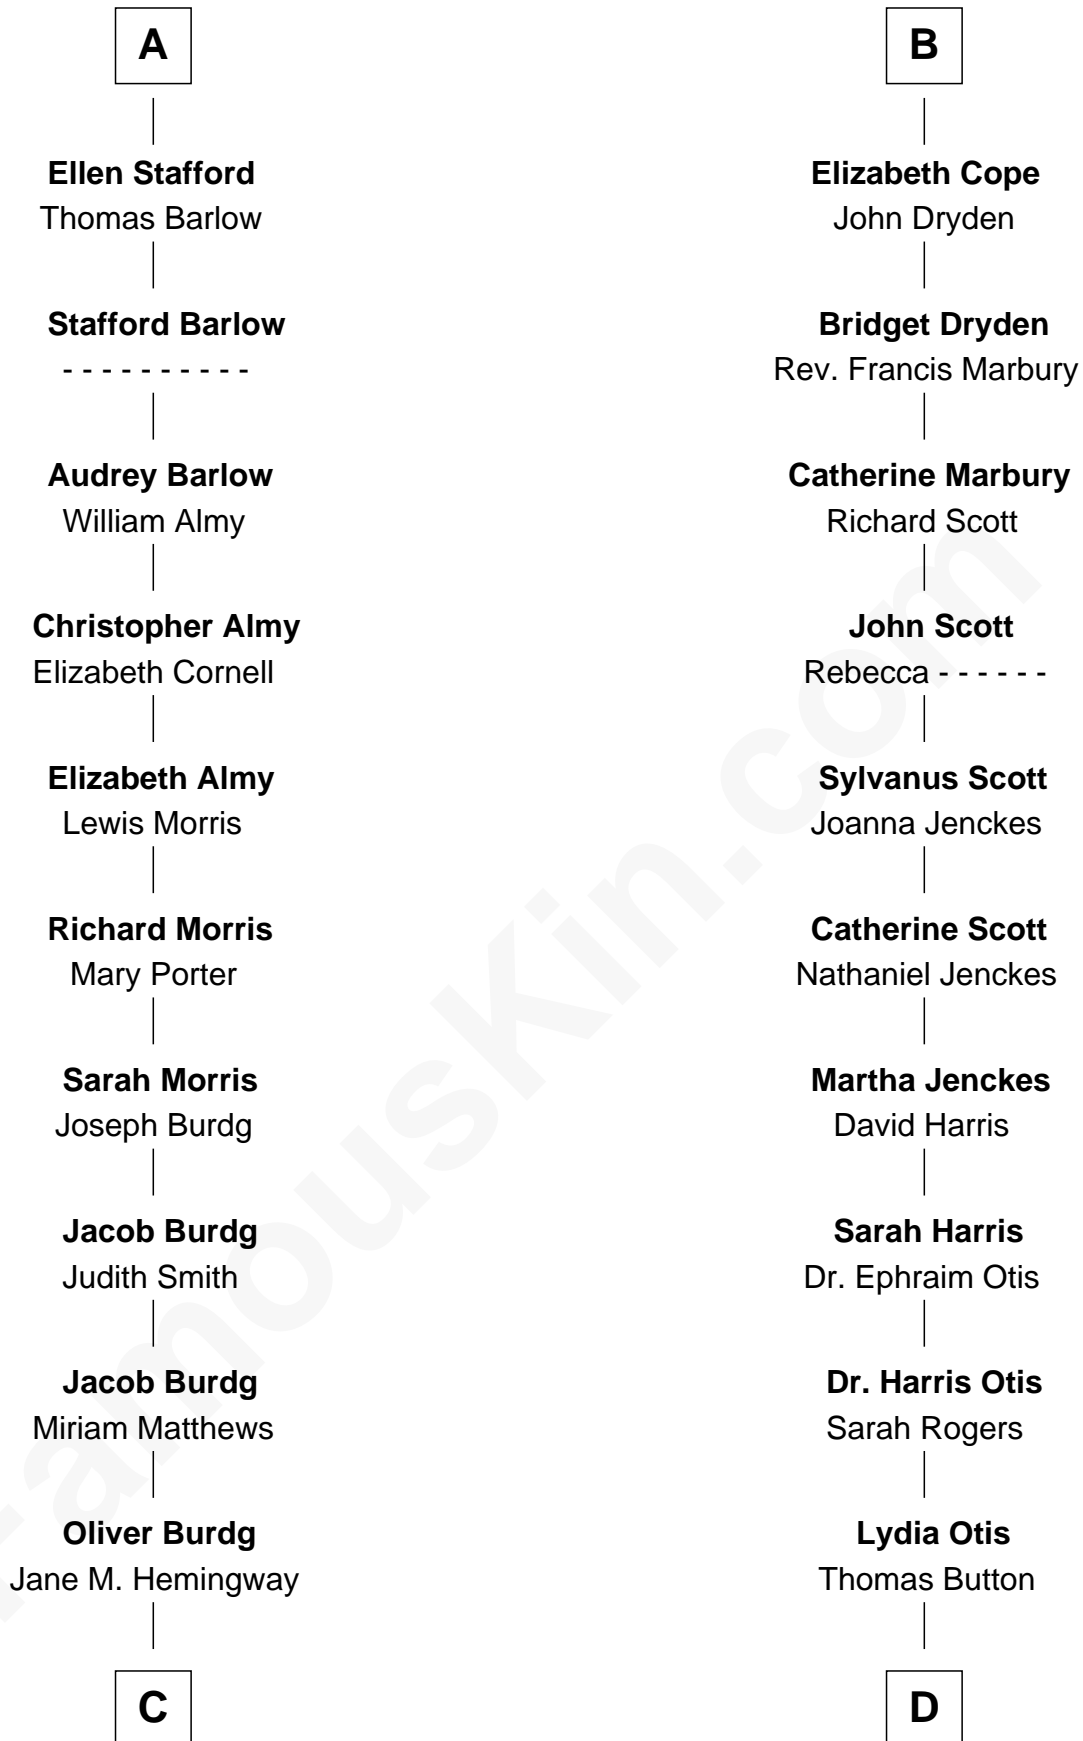 A
Ellen Stafford
Thomas Barlow
Stafford Barlow
- - - - - - - - - -
Audrey Barlow
William Almy
Christopher Almy
Elizabeth Cornell
Elizabeth Almy
Lewis Morris
Richard Morris
Mary Porter
Sarah Morris
Joseph Burdg
Jacob Burdg
Judith Smith
Jacob Burdg
Miriam Matthews
Oliver Burdg
Jane M. Hemingway
C
B
Elizabeth Cope
John Dryden
Bridget Dryden
Rev. Francis Marbury
Catherine Marbury
Richard Scott
John Scott
Rebecca - - - - - -
Sylvanus Scott
Joanna Jenckes
Catherine Scott
Nathaniel Jenckes
Martha Jenckes
David Harris
Sarah Harris
Dr. Ephraim Otis
Dr. Harris Otis
Sarah Rogers
Lydia Otis
Thomas Button
D
FamousKin.com